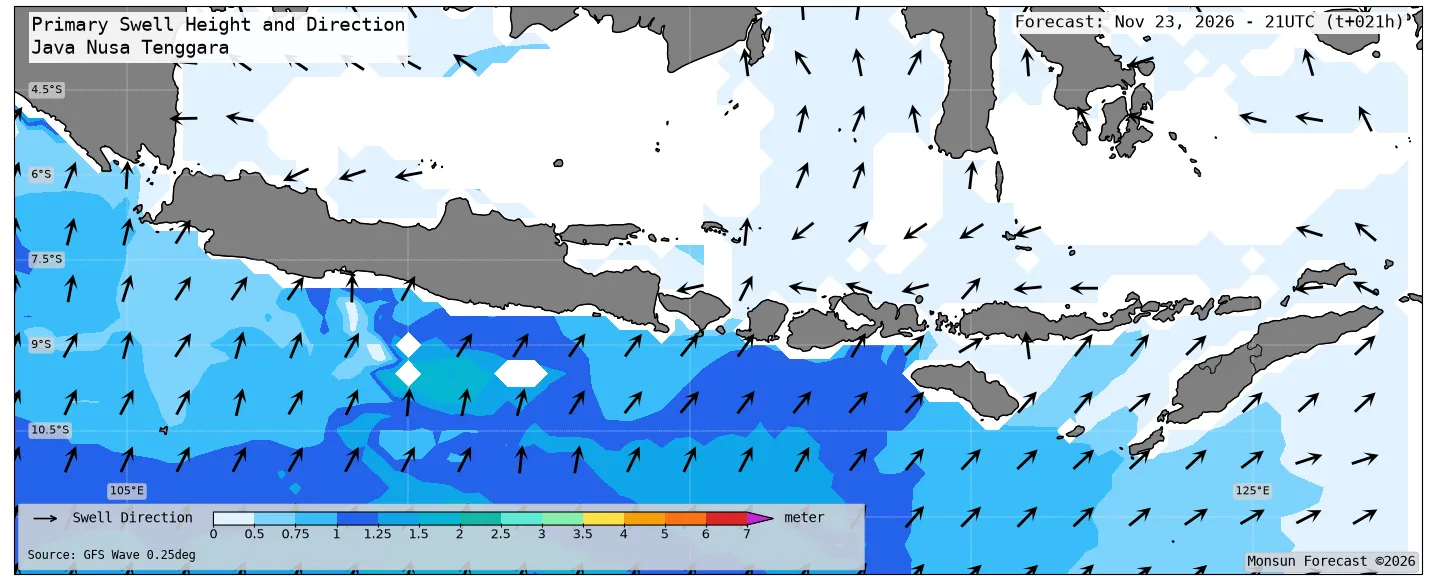 Primary Swell Height and Direction
Java Nusa Tenggara
Forecast: Nov 23, 2026 - 21UTC (t+021h)
4.5°S
6°S
7.5°S
9°S
10.5°S
105°E
125°E
Swell Direction
0 0.5 0.75 1 1.25 1.5 2 2.5 3 3.5 4 5 6 7
meter
Source: GFS Wave 0.25deg
Monsun Forecast ©2026